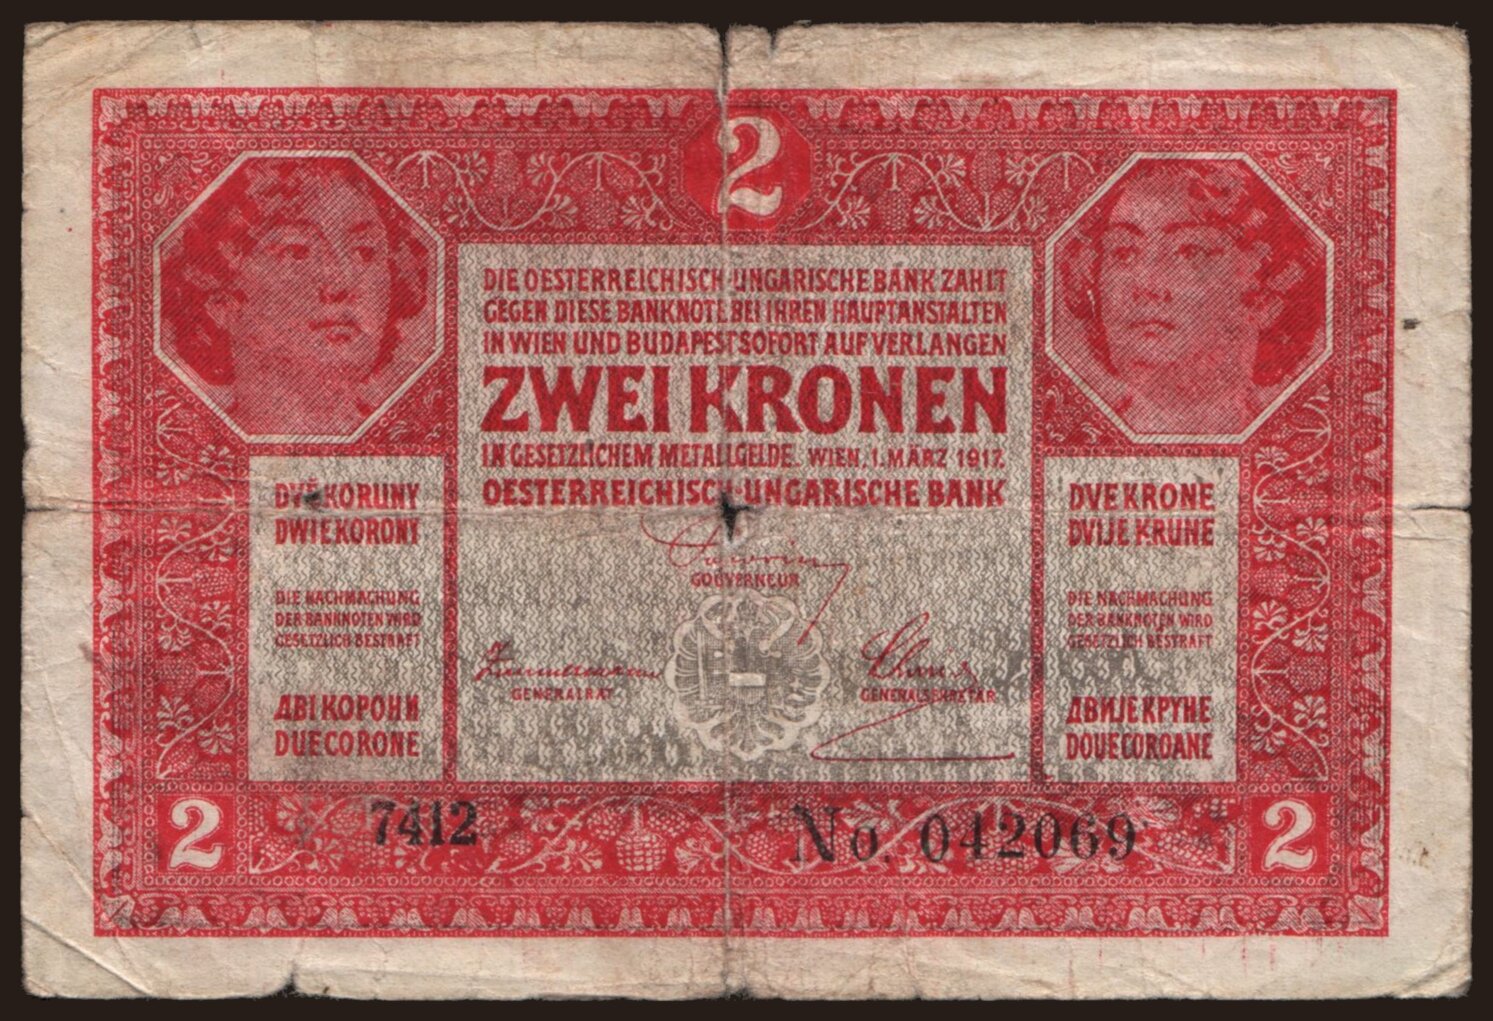 2
DIE OESTERREICHISCH-UNGARISCHE BANK ZAHLT
GEGEN DIESE BANKNOTE BEI IHREN HAUPTANSTALTEN
IN WIEN UND BUDAPEST SOFORT AUF VERLANGEN
ZWEI KRONEN
IN GESETZLICHEM METALLGELDE. WIEN, 1. MÄRZ 1917.
OESTERREICHISCH-UNGARISCHE BANK
GOUVERNEUR
GENERALRAT
GENERALSEKRETÄR
DVĚ KORUNY
DWIE KORONY
DIE NACHMACHUNG
DER BANKNOTEN WIRD
GESETZLICH BESTRAFT
ДВІ КОРОНИ
DUE CORONE
DVE KRONE
DVIJE KRUNE
DIE NACHMACHUNG
DER BANKNOTEN WIRD
GESETZLICH BESTRAFT
ДВИЈЕ КРУНЕ
DOUE COROANE
2
7412
No. 042069
2